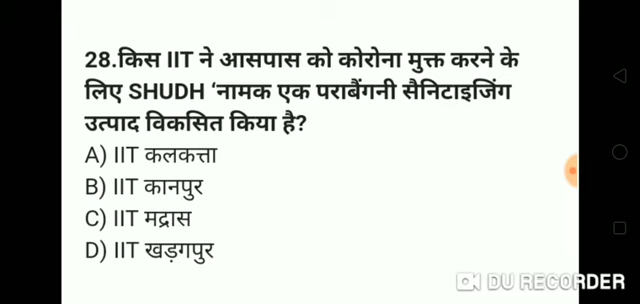 28.किस IIT ने आसपास को कोरोना मुक्त करने के
लिए SHUDH ‘नामक एक पराबैंगनी सैनिटाइजिंग
उत्पाद विकसित किया है?
A) IIT कलकत्ता
B) IIT कानपुर
C) IIT मद्रास
D) IIT खड़गपुर
DU RECORDER